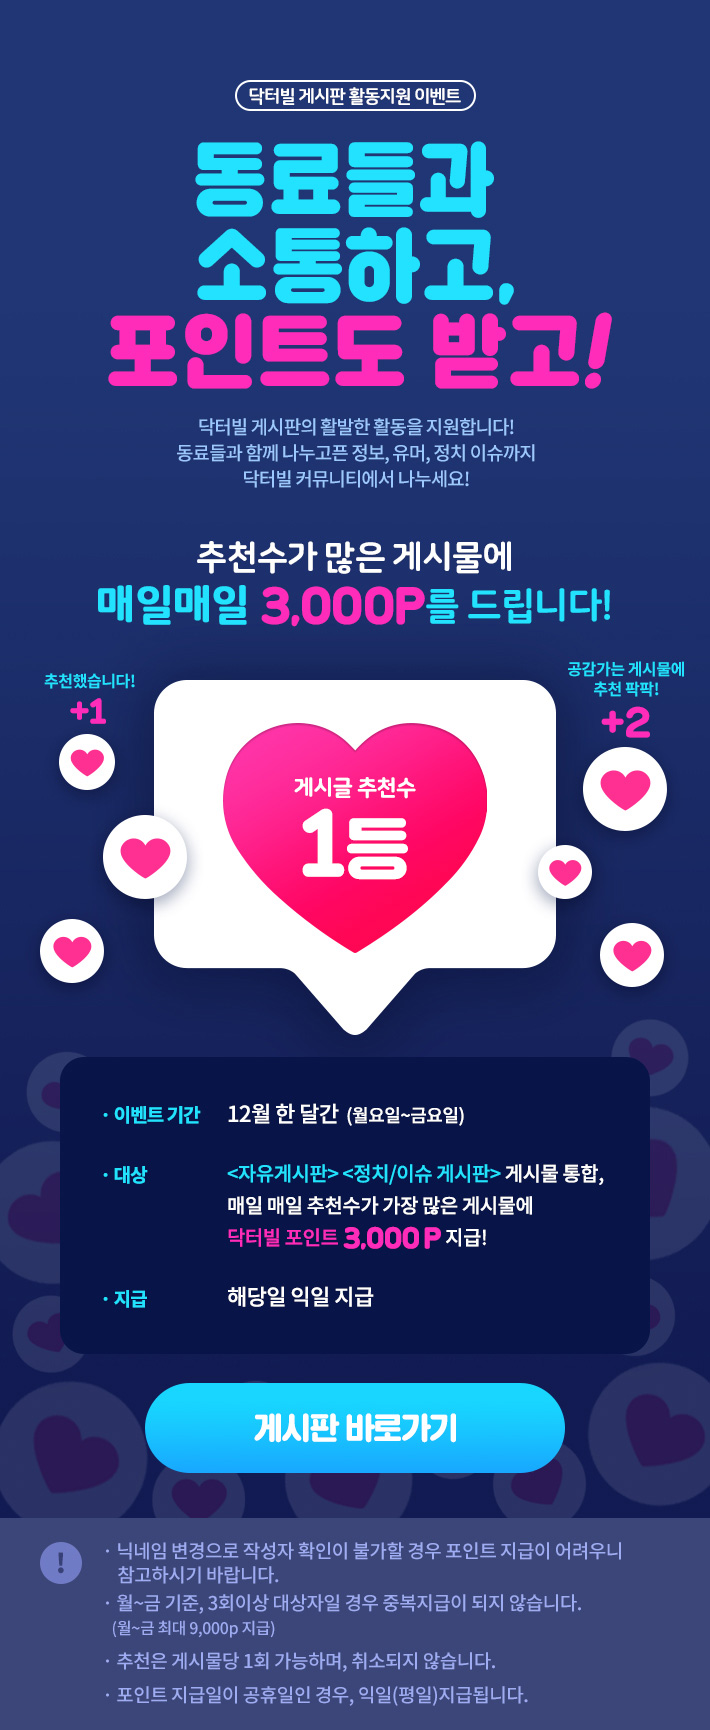 닥터빌 게시판 활동지원 이벤트
동료들과
소통하고,
포인트도 받고!
닥터빌 게시판의 활발한 활동을 지원합니다!
동료들과 함께 나누고픈 정보, 유머, 정치 이슈까지
닥터빌 커뮤니티에서 나누세요!
추천수가 많은 게시물에
매일매일 3,000P를 드립니다!
추천했습니다!
+1
공감가는 게시물에
추천 팍팍!
+2
게시글 추천수
1등
· 이벤트 기간 12월 한 달간 (월요일~금요일)
· 대상 <자유게시판> <정치/이슈 게시판> 게시물 통합,
매일 매일 추천수가 가장 많은 게시물에
닥터빌 포인트 3,000 P 지급!
· 지급 해당일 익일 지급
게시판 바로가기
!
· 닉네임 변경으로 작성자 확인이 불가할 경우 포인트 지급이 어려우니
참고하시기 바랍니다.
· 월~금 기준, 3회이상 대상자일 경우 중복지급이 되지 않습니다.
(월~금 최대 9,000p 지급)
· 추천은 게시물당 1회 가능하며, 취소되지 않습니다.
· 포인트 지급일이 공휴일인 경우, 익일(평일)지급됩니다.